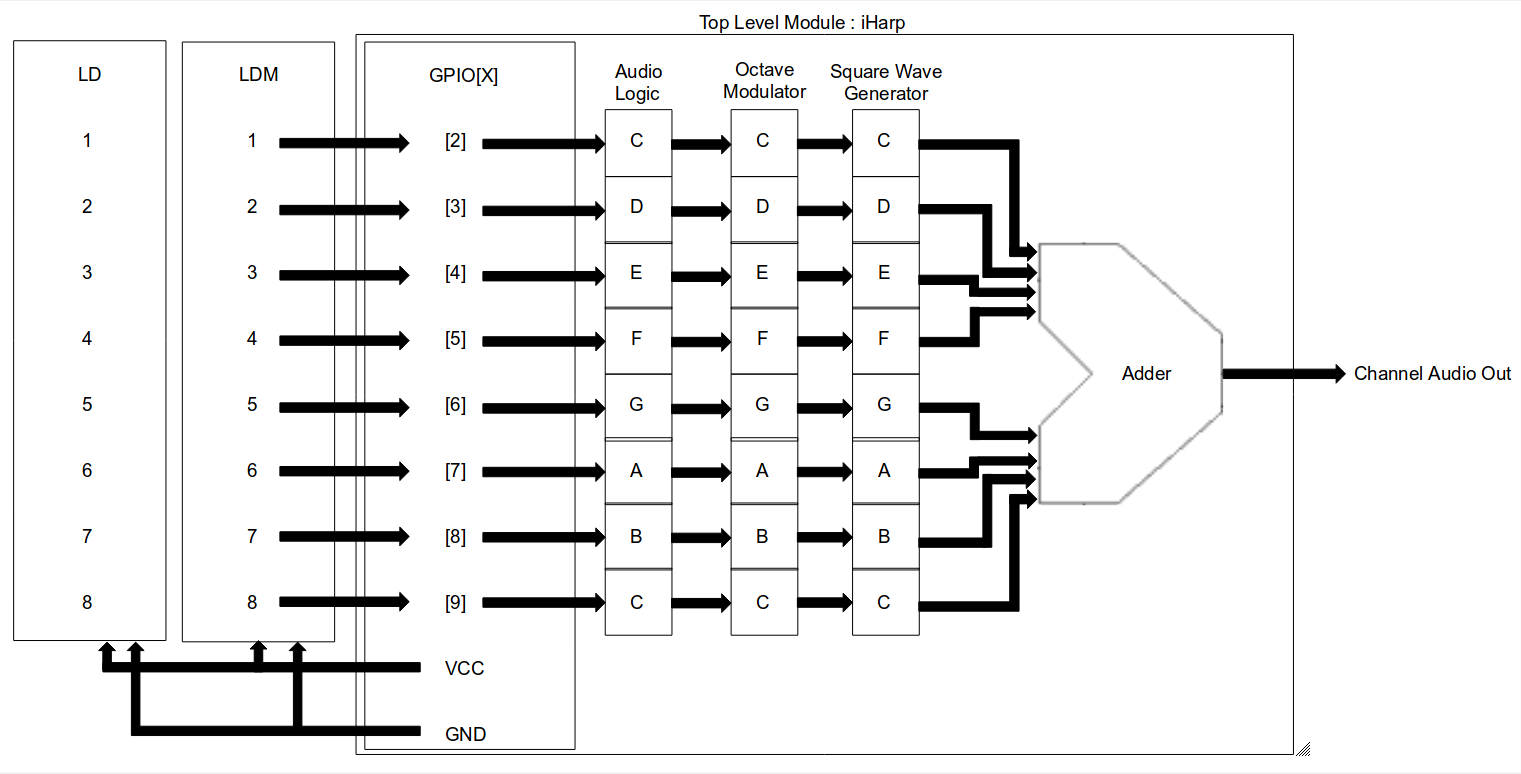 Top Level Module : iHarp
LD
LDM
GPIO[X]
Audio
Logic
Octave
Modulator
Square Wave
Generator
1
1
[2]
C
C
C
2
2
[3]
D
D
D
3
3
[4]
E
E
E
4
4
[5]
F
F
F
Adder
Channel Audio Out
5
5
[6]
G
G
G
6
6
[7]
A
A
A
7
7
[8]
B
B
B
8
8
[9]
C
C
C
VCC
GND